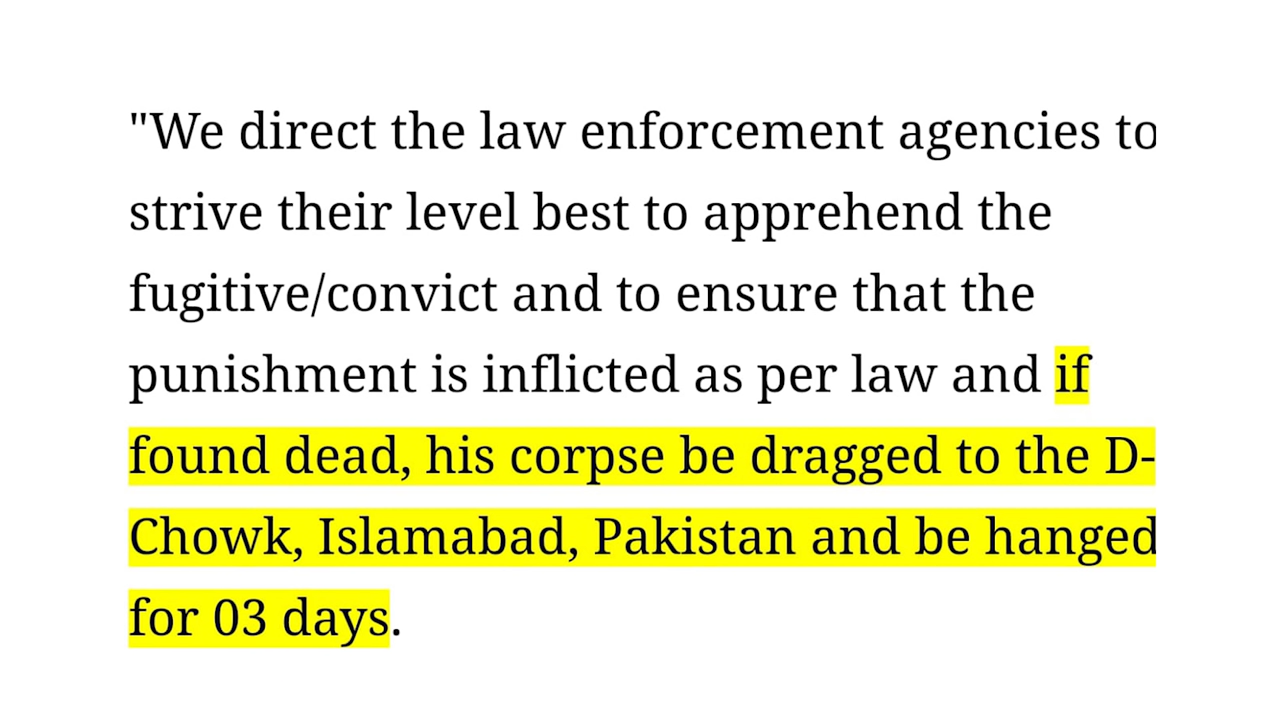 "We direct the law enforcement agencies to
strive their level best to apprehend the
fugitive/convict and to ensure that the
punishment is inflicted as per law and if
found dead, his corpse be dragged to the D-
Chowk, Islamabad, Pakistan and be hanged
for 03 days.